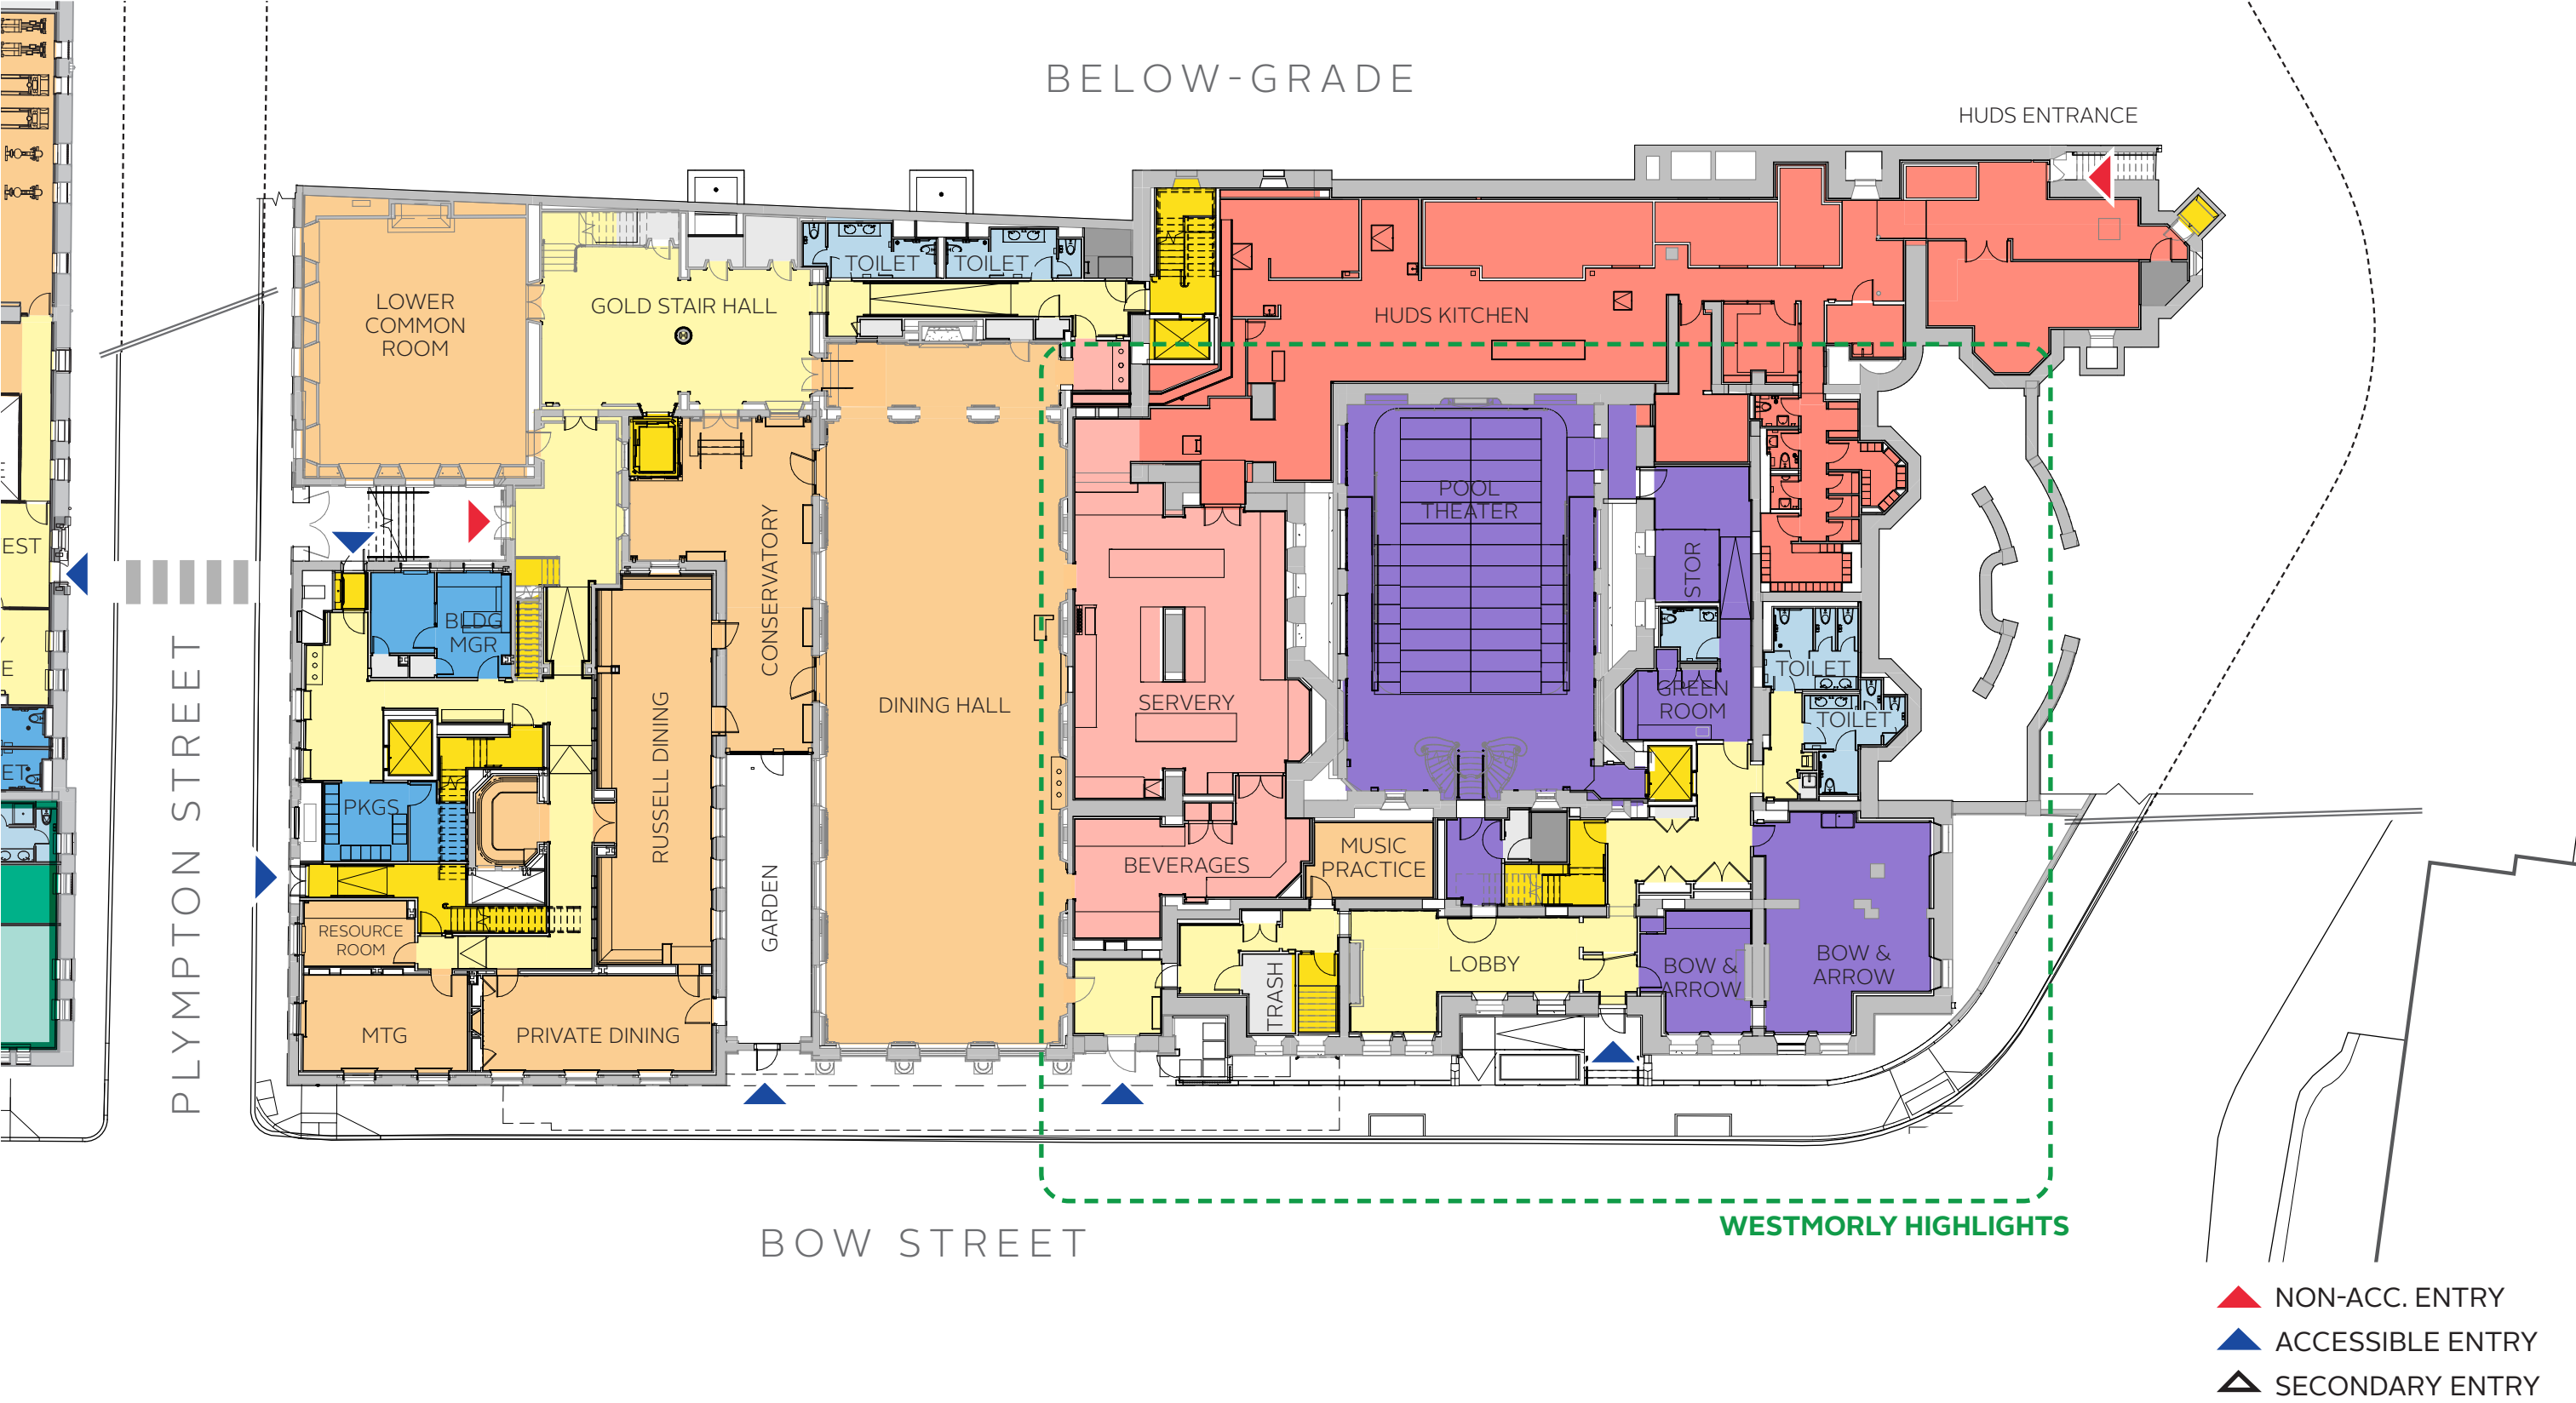 BELOW-GRADE
HUDS ENTRANCE
TOILET
TOILET
LOWER
COMMON
ROOM
GOLD STAIR HALL
HUDS KITCHEN
POOL
THEATER
EST
E
STOR
BLDG
MGR
CONSERVATORY
DINING HALL
SERVERY
GREEN
ROOM
TOILET
TOILET
E
ET
PKGS
RUSSELL DINING
PLYMPTON STREET
GARDEN
BEVERAGES
MUSIC
PRACTICE
RESOURCE
ROOM
LOBBY
TRASH
BOW &
ARROW
BOW &
ARROW
MTG
PRIVATE DINING
BOW STREET
WESTMORLY HIGHLIGHTS
NON-ACC. ENTRY
ACCESSIBLE ENTRY
SECONDARY ENTRY